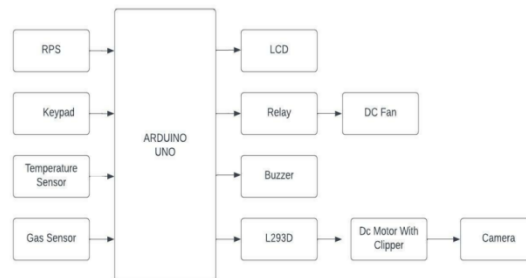 RPS
LCD
Keypad
Relay
DC Fan
ARDUINO
UNO
Temperature
Sensor
Buzzer
Gas Sensor
L293D
Dc Motor With
Clipper
Camera